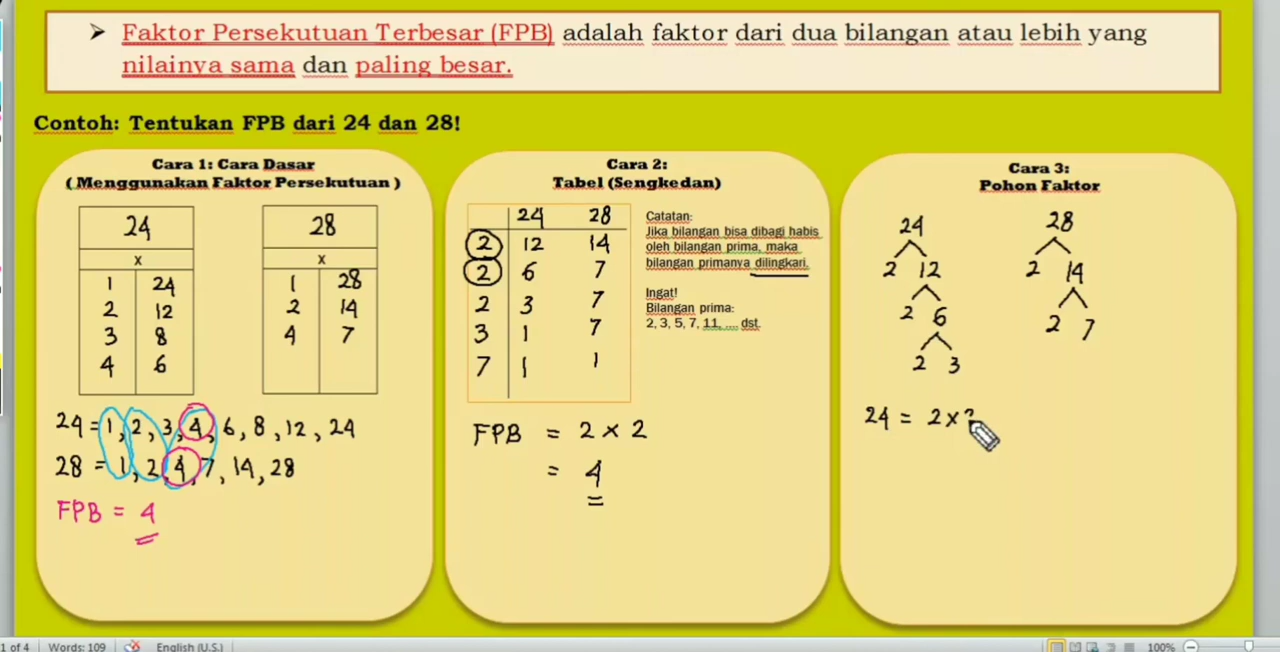 ➤ Faktor Persekutuan Terbesar (FPB) adalah faktor dari dua bilangan atau lebih yang
nilainya sama dan paling besar.
Contoh: Tentukan FPB dari 24 dan 28!
Cara 1: Cara Dasar
( Menggunakan Faktor Persekutuan )
24
x
1 24
2 12
3 8
4 6
28
x
1 28
2 14
4 7
24 = 1, 2, 3, 4, 6, 8, 12, 24
28 = 1, 2, 4, 7, 14, 28
FPB = 4
Cara 2:
Tabel (Sengkedan)
24 28
2 12 14
2 6 7
2 3 7
3 1 7
7 1 1
Catatan:
Jika bilangan bisa dibagi habis
oleh bilangan prima, maka
bilangan primanya dilingkari.
Ingat!
Bilangan prima:
2, 3, 5, 7, 11, .... dst.
FPB = 2 x 2
= 4
Cara 3:
Pohon Faktor
24
2 12
2 6
2 3
28
2 14
2 7
24 = 2 x
1 of 4 Words: 109 English (U.S.) 100%